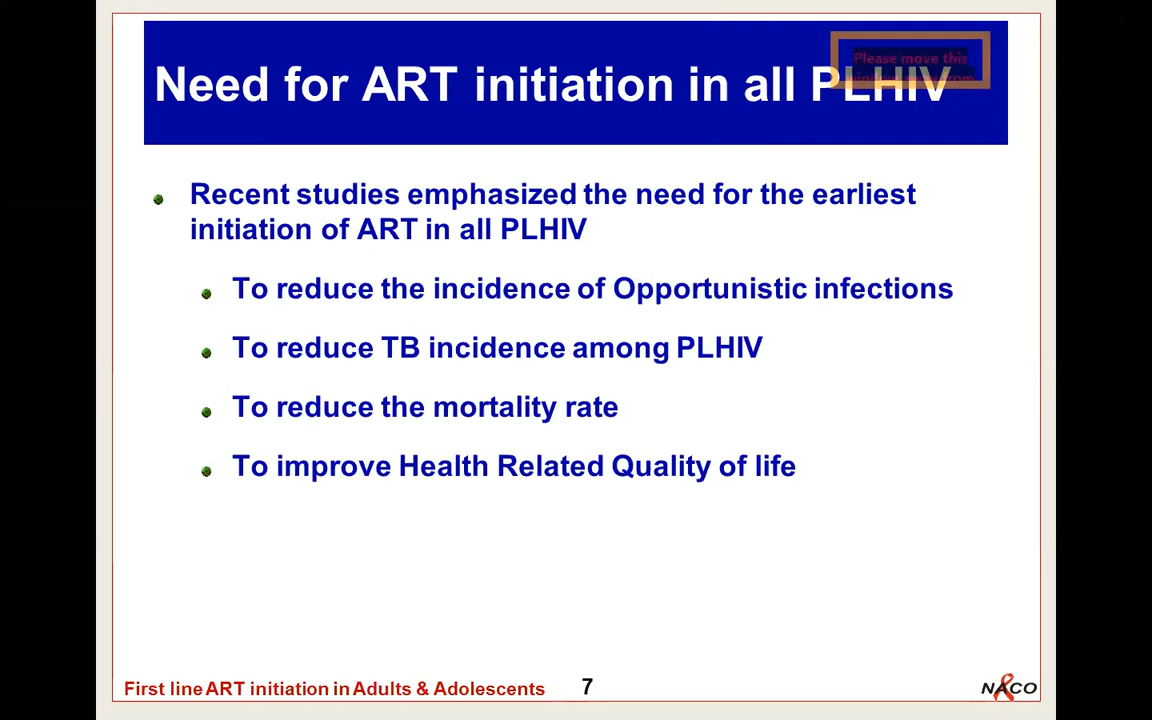 Need for ART initiation in all PLHIV
Please move this
Recent studies emphasized the need for the earliest
initiation of ART in all PLHIV
To reduce the incidence of Opportunistic infections
To reduce TB incidence among PLHIV
To reduce the mortality rate
To improve Health Related Quality of life
First line ART initiation in Adults & Adolescents
7
NACO